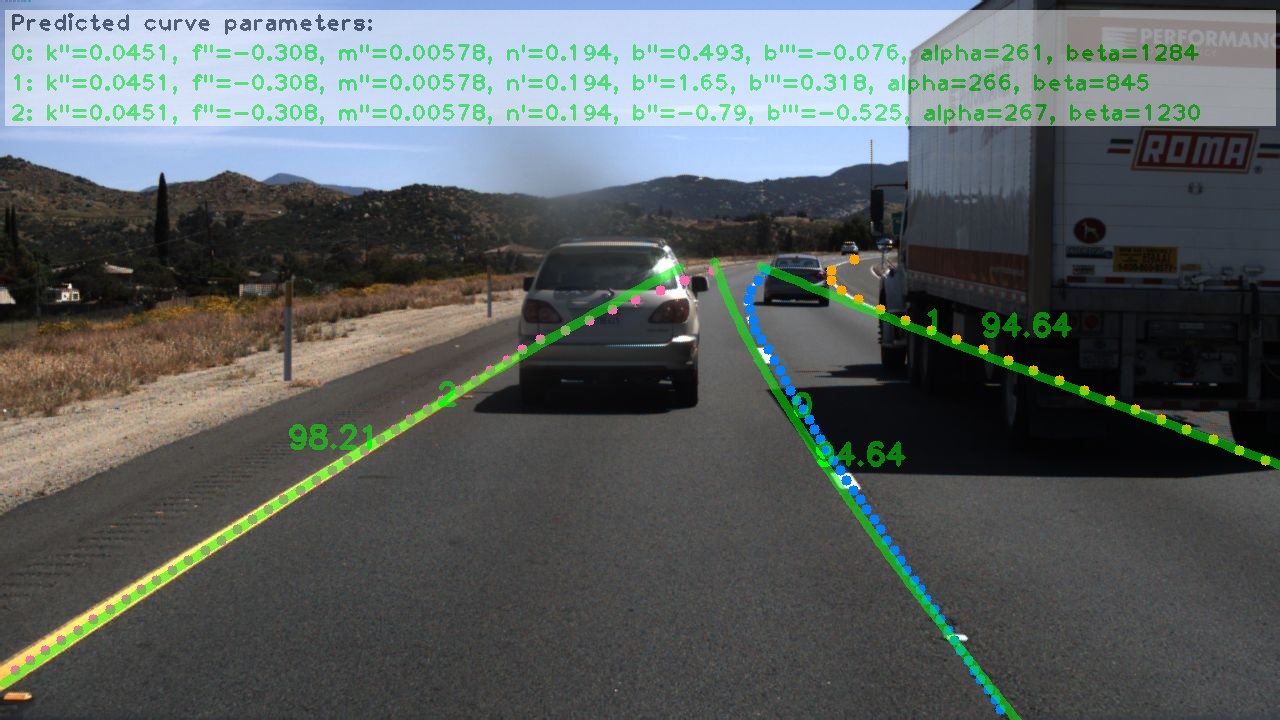 Predicted curve parameters:
0: k''=0.0451, f''=−0.308, m''=0.00578, n'=0.194, b''=0.493, b'''=−0.076, alpha=261, beta=1284
1: k''=0.0451, f''=−0.308, m''=0.00578, n'=0.194, b''=1.65, b'''=0.318, alpha=266, beta=845
2: k''=0.0451, f''=−0.308, m''=0.00578, n'=0.194, b''=−0.79, b'''=−0.525, alpha=267, beta=1230
PERFORMANC
ROMA
1 94.64
2
0
98.21
94.64